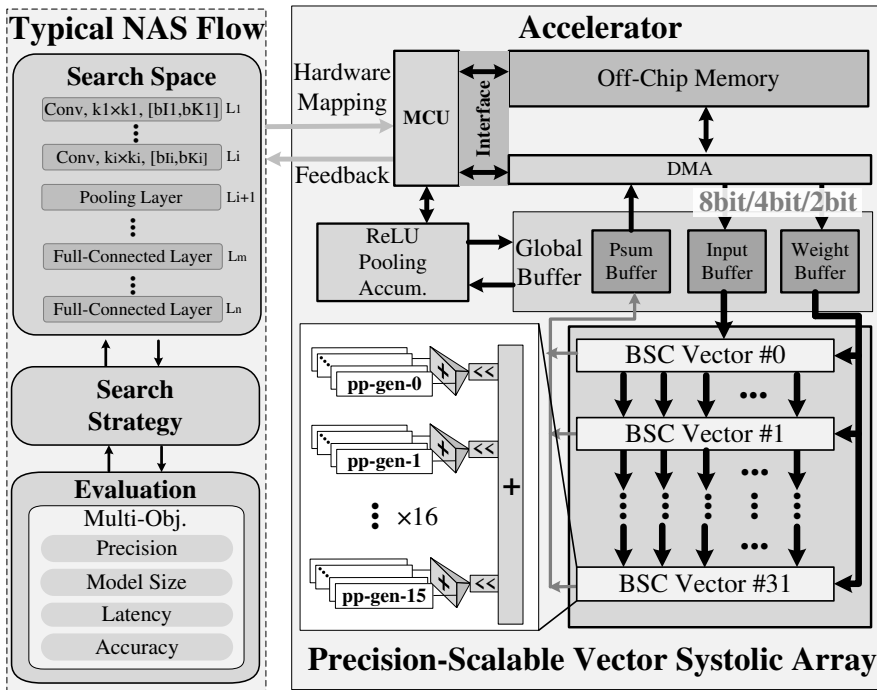 Typical NAS Flow
Search Space
Conv, k1×k1, [bI1,bK1] L1
Conv, ki×ki, [bIi,bKi] Li
Pooling Layer Li+1
Full-Connected Layer Lm
Full-Connected Layer Ln
Search
Strategy
Evaluation
Multi-Obj.
Precision
Model Size
Latency
Accuracy
Hardware
Mapping
Feedback
Accelerator
MCU
Interface
Off-Chip Memory
DMA
8bit/4bit/2bit
ReLU
Pooling
Accum.
Global
Buffer
Psum
Buffer
Input
Buffer
Weight
Buffer
pp-gen-0
+
<<
pp-gen-1
+
<<
×16
pp-gen-15
+
<<
+
BSC Vector #0
BSC Vector #1
BSC Vector #31
Precision-Scalable Vector Systolic Array